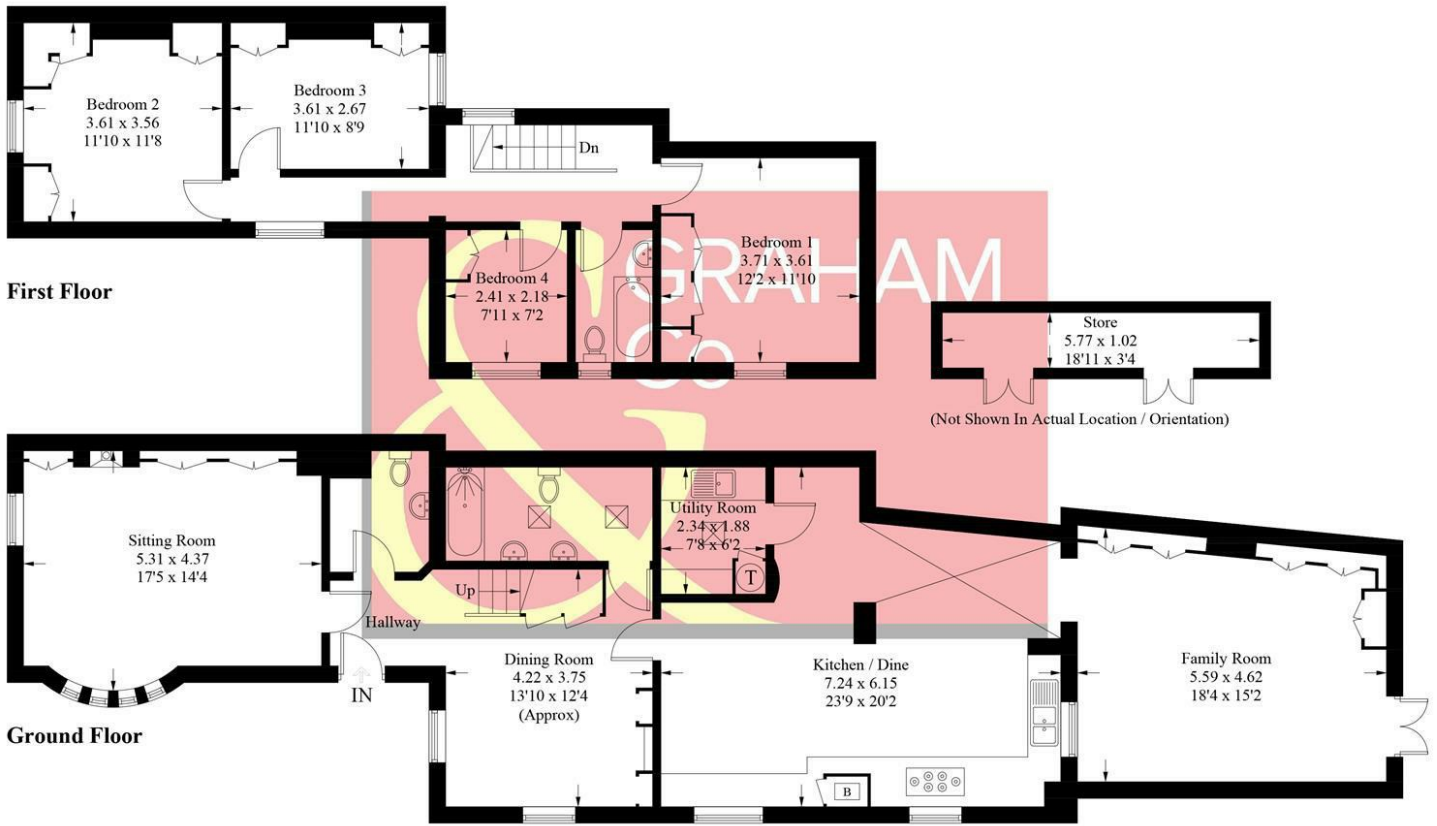 Bedroom 2
3.61 x 3.56
11'10 x 11'8
Bedroom 3
3.61 x 2.67
11'10 x 8'9
Dn
Bedroom 1
3.71 x 3.61
12'2 x 11'10
Bedroom 4
2.41 x 2.18
7'11 x 7'2
GRAHAM
&
Co
First Floor
Store
5.77 x 1.02
18'11 x 3'4
(Not Shown In Actual Location / Orientation)
Sitting Room
5.31 x 4.37
17'5 x 14'4
Utility Room
2.34 x 1.88
7'8 x 6'2
T
Up
Hallway
IN
Dining Room
4.22 x 3.75
13'10 x 12'4
(Approx)
Kitchen / Dine
7.24 x 6.15
23'9 x 20'2
Family Room
5.59 x 4.62
18'4 x 15'2
B
Ground Floor